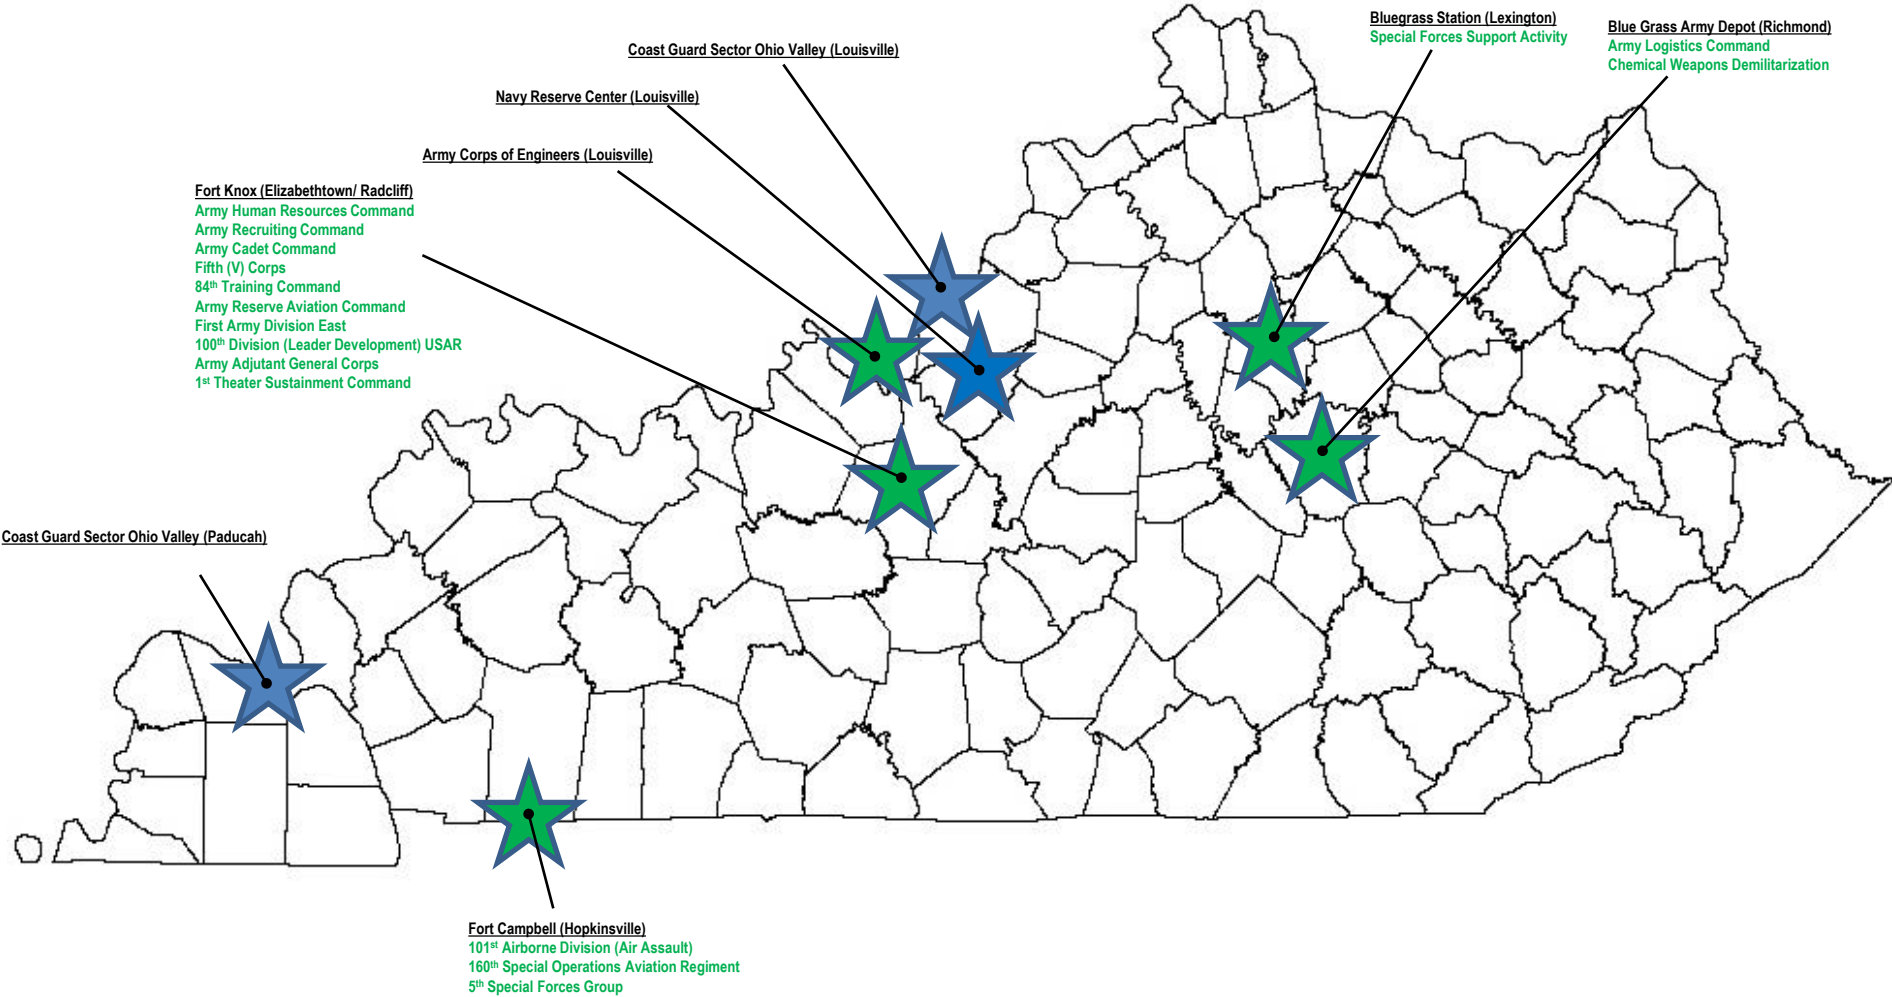 Bluegrass Station (Lexington)
Special Forces Support Activity
Blue Grass Army Depot (Richmond)
Army Logistics Command
Chemical Weapons Demilitarization
Coast Guard Sector Ohio Valley (Louisville)
Navy Reserve Center (Louisville)
Army Corps of Engineers (Louisville)
Fort Knox (Elizabethtown/ Radcliff)
Army Human Resources Command
Army Recruiting Command
Army Cadet Command
Fifth (V) Corps
84th Training Command
Army Reserve Aviation Command
First Army Division East
100th Division (Leader Development) USAR
Army Adjutant General Corps
1st Theater Sustainment Command
Coast Guard Sector Ohio Valley (Paducah)
Fort Campbell (Hopkinsville)
101st Airborne Division (Air Assault)
160th Special Operations Aviation Regiment
5th Special Forces Group